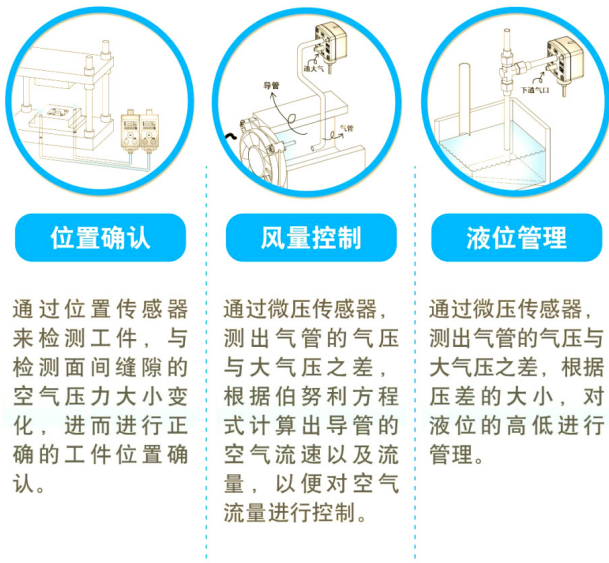 通大气
导管
气管
下通气口
位置确认
风量控制
液位管理
通过位置传感器
来检测工件，与
检测面间缝隙的
空气压力大小变
化，进而进行正
确的工件位置确
认。
通过微压传感器，
测出气管的气压
与大气压之差，
根据伯努利方程
式计算出导管的
空气流速以及流
量，以便对空气
流量进行控制。
通过微压传感器，
测出气管的气压与
大气压之差，根据
压差的大小，对
液位的高低进行
管理。